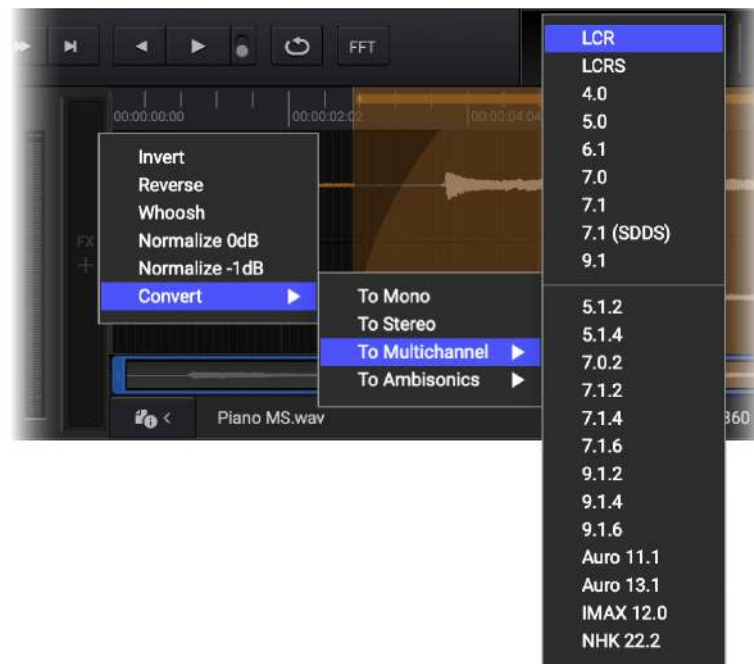 FFT
00:00:00:00
00:00:02:02
00:00:04:04
FX
+
Invert
Reverse
Whoosh
Normalize 0dB
Normalize -1dB
Convert
To Mono
To Stereo
To Multichannel
To Ambisonics
LCR
LCRS
4.0
5.0
6.1
7.0
7.1
7.1 (SDDS)
9.1
5.1.2
5.1.4
7.0.2
7.1.2
7.1.4
7.1.6
9.1.2
9.1.4
9.1.6
Auro 11.1
Auro 13.1
IMAX 12.0
NHK 22.2
Piano MS.wav
360